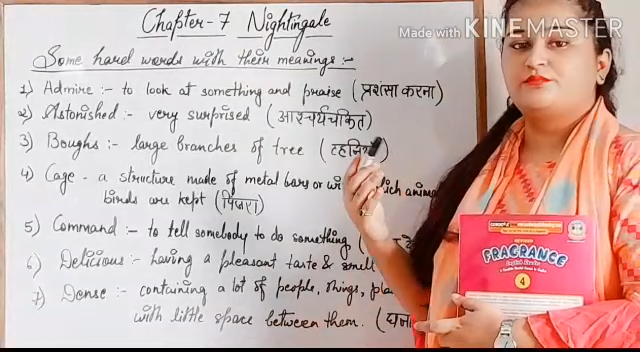 Chapter-7 Nightingale
Made with KINEMASTER
Some hard words with their meanings :-
1) Admire :- to look at something and praise (प्रशंसा करना)
2) Astonished :- very surprised (आश्चर्यचकित)
3) Boughs :- large branches of tree
4) Cage - a structure made of metal bars or
birds are kept (पिंजरा)
5) Command :- to tell somebody to do something
6) Delicious :- having a pleasant taste & smell
7) Dense :- containing a lot of people, things,
with little space between them.
FRAGRANCE
English Reader
4